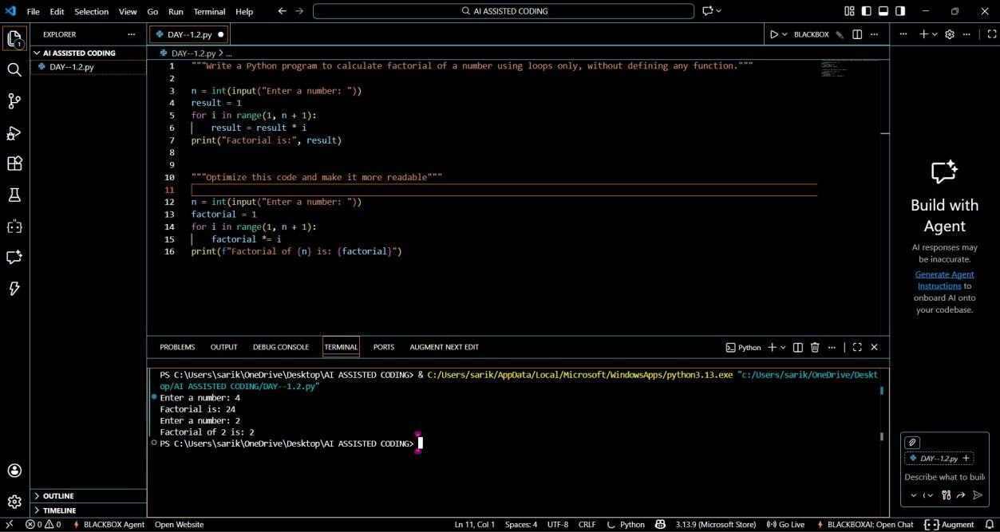 File Edit Selection View Go Run Terminal Help
AI ASSISTED CODING
EXPLORER
AI ASSISTED CODING
DAY--1.2.py
OUTLINE
TIMELINE
DAY--1.2.py
BLACKBOX
DAY--1.2.py > ...
1 """Write a Python program to calculate factorial of a number using loops only, without defining any function."""
2
3 n = int(input("Enter a number: "))
4 result = 1
5 for i in range(1, n + 1):
6     result = result * i
7 print("Factorial is:", result)
8
9
10 """Optimize this code and make it more readable"""
11
12 n = int(input("Enter a number: "))
13 factorial = 1
14 for i in range(1, n + 1):
15     factorial *= i
16 print(f"Factorial of {n} is: {factorial}")
PROBLEMS OUTPUT DEBUG CONSOLE TERMINAL PORTS AUGMENT NEXT EDIT
Python
PS C:\Users\sarik\OneDrive\Desktop\AI ASSISTED CODING> & C:/Users/sarik/AppData/Local/Microsoft/WindowsApps/python3.13.exe "c:/Users/sarik/OneDrive/Deskt
op/AI ASSISTED CODING/DAY--1.2.py"
Enter a number: 4
Factorial is: 24
Enter a number: 2
Factorial of 2 is: 2
PS C:\Users\sarik\OneDrive\Desktop\AI ASSISTED CODING>
Build with
Agent
AI responses may
be inaccurate.
Generate Agent
Instructions to
onboard AI onto
your codebase.
DAY--1.2.py
Describe what to buil
0 0 BLACKBOX Agent Open Website Ln 11, Col 1 Spaces: 4 UTF-8 CRLF Python 3.13.9 (Microsoft Store) Go Live BLACKBOXAI: Open Chat Augment